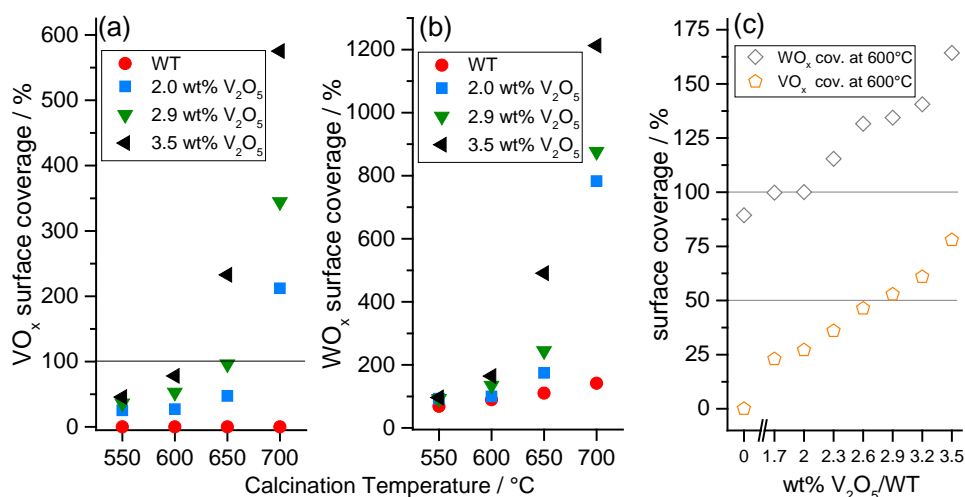 (a)
VOₓ surface coverage / %
600
500
400
300
200
100
0
WT
2.0 wt% V₂O₅
2.9 wt% V₂O₅
3.5 wt% V₂O₅
550 600 650 700
(b)
WOₓ surface coverage / %
1200
1000
800
600
400
200
0
WT
2.0 wt% V₂O₅
2.9 wt% V₂O₅
3.5 wt% V₂O₅
550 600 650 700
Calcination Temperature / °C
(c)
surface coverage / %
175
150
125
100
75
50
25
0
WOₓ cov. at 600°C
VOₓ cov. at 600°C
0 1.7 2 2.3 2.6 2.9 3.2 3.5
wt% V₂O₅/WT